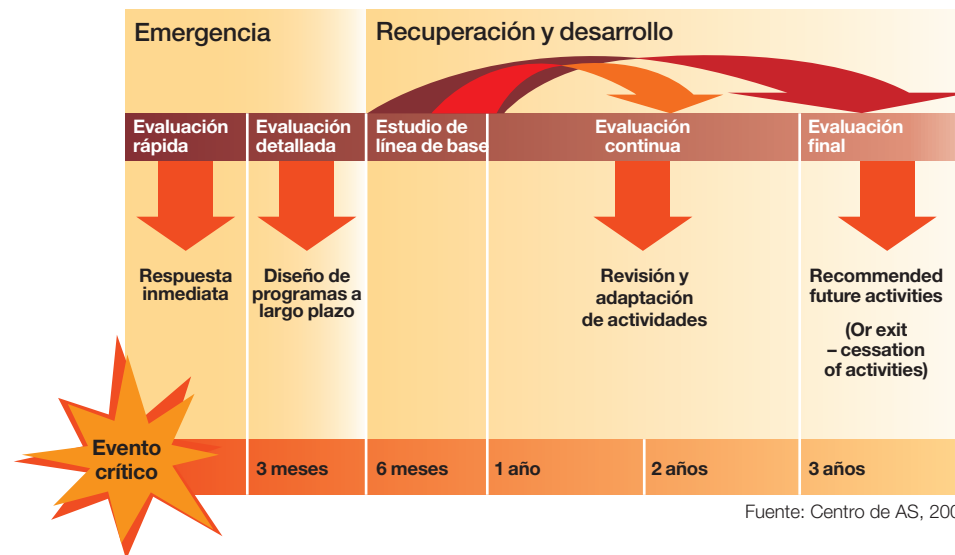 Emergencia
Recuperación y desarrollo
Evaluación
rápida
Evaluación
detallada
Estudio de
línea de base
Evaluación
continua
Evaluación
final
Respuesta
inmediata
Diseño de
programas a
largo plazo
Revisión y
adaptación
de actividades
Recommended
future activities
(Or exit
– cessation
of activities)
Evento
crítico
3 meses
6 meses
1 año
2 años
3 años
Fuente: Centro de AS, 200